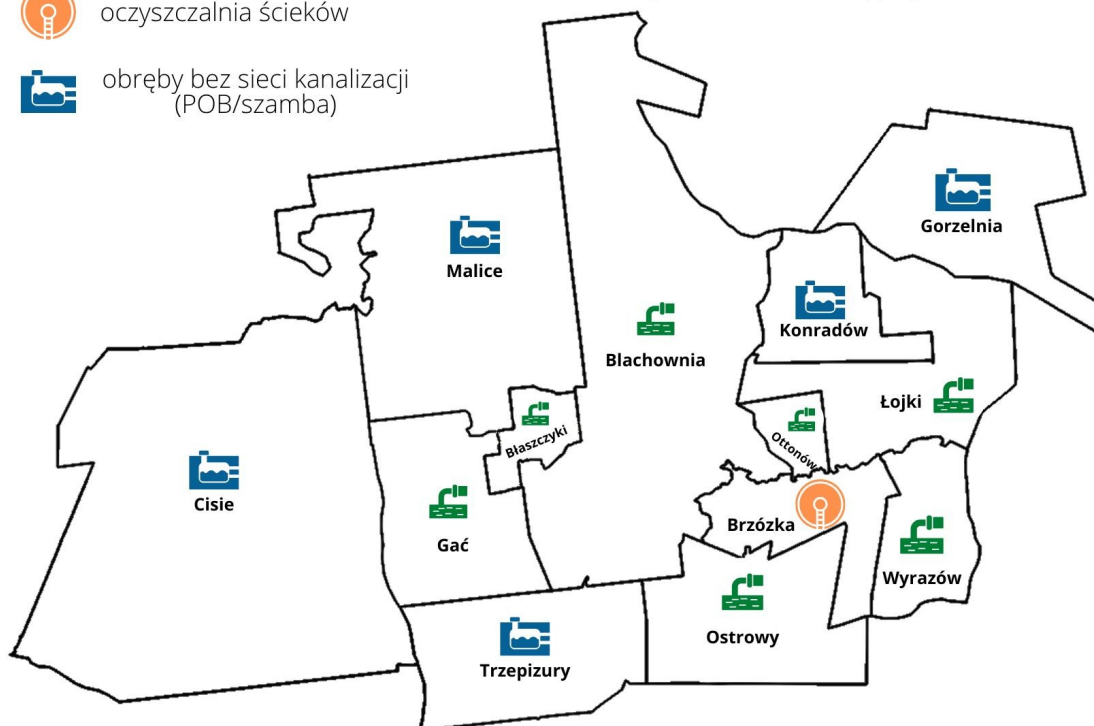 oczyszczalnia ścieków
obręby bez sieci kanalizacji
(POB/szamba)
Gorzelnia
Malice
Konradów
Blachownia
Łojki
Błaszczyki
Ottonów
Cisie
Brzózka
Gać
Wyrazów
Ostrowy
Trzepizury